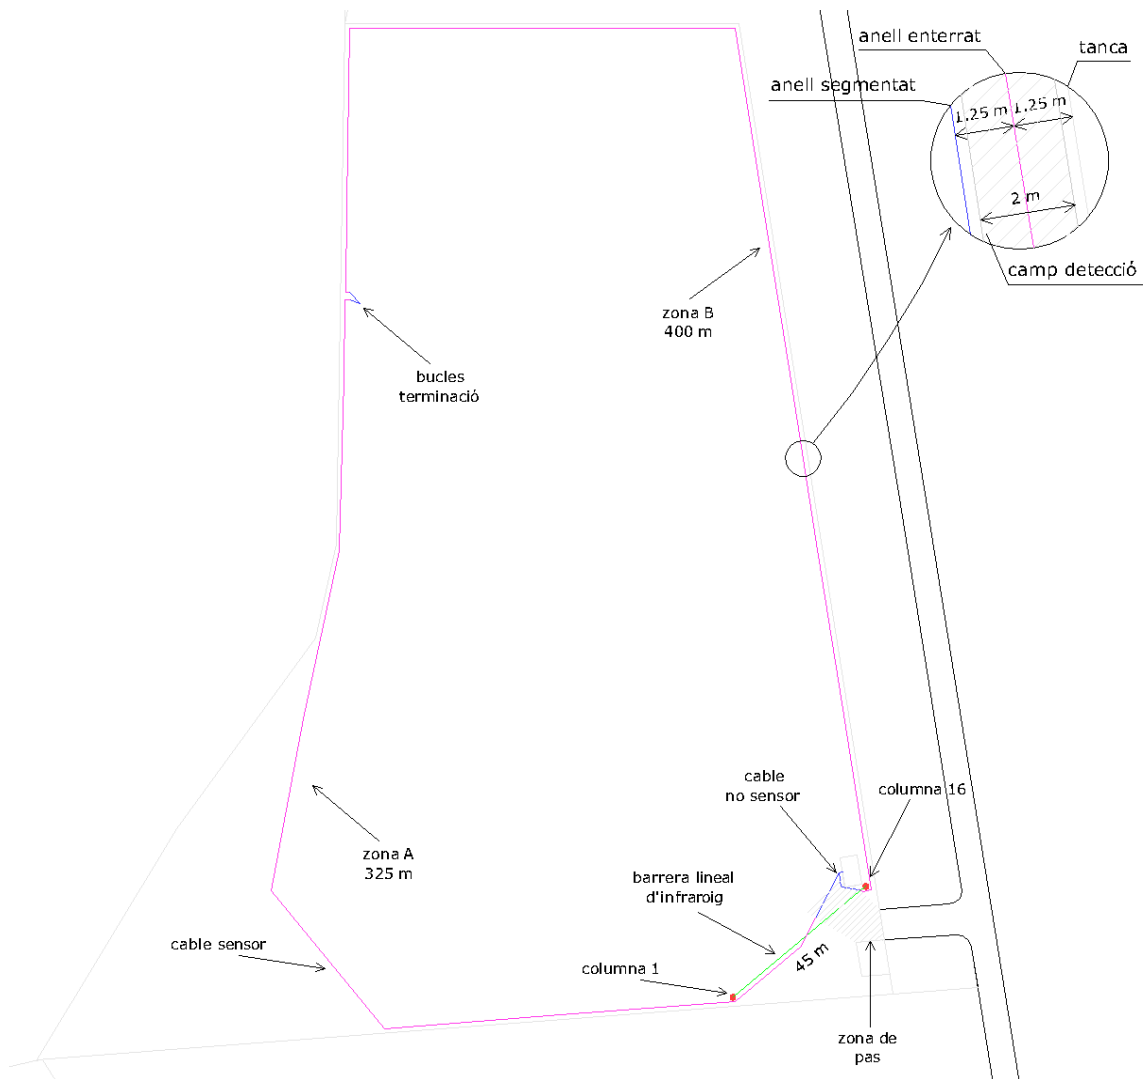 anell enterrat
tanca
anell segmentat
1.25 m
1.25 m
2 m
camp detecció
zona B
400 m
bucles
terminació
cable
no sensor
columna 16
zona A
325 m
barrera lineal
d'infraroig
cable sensor
columna 1
45 m
zona de
pas